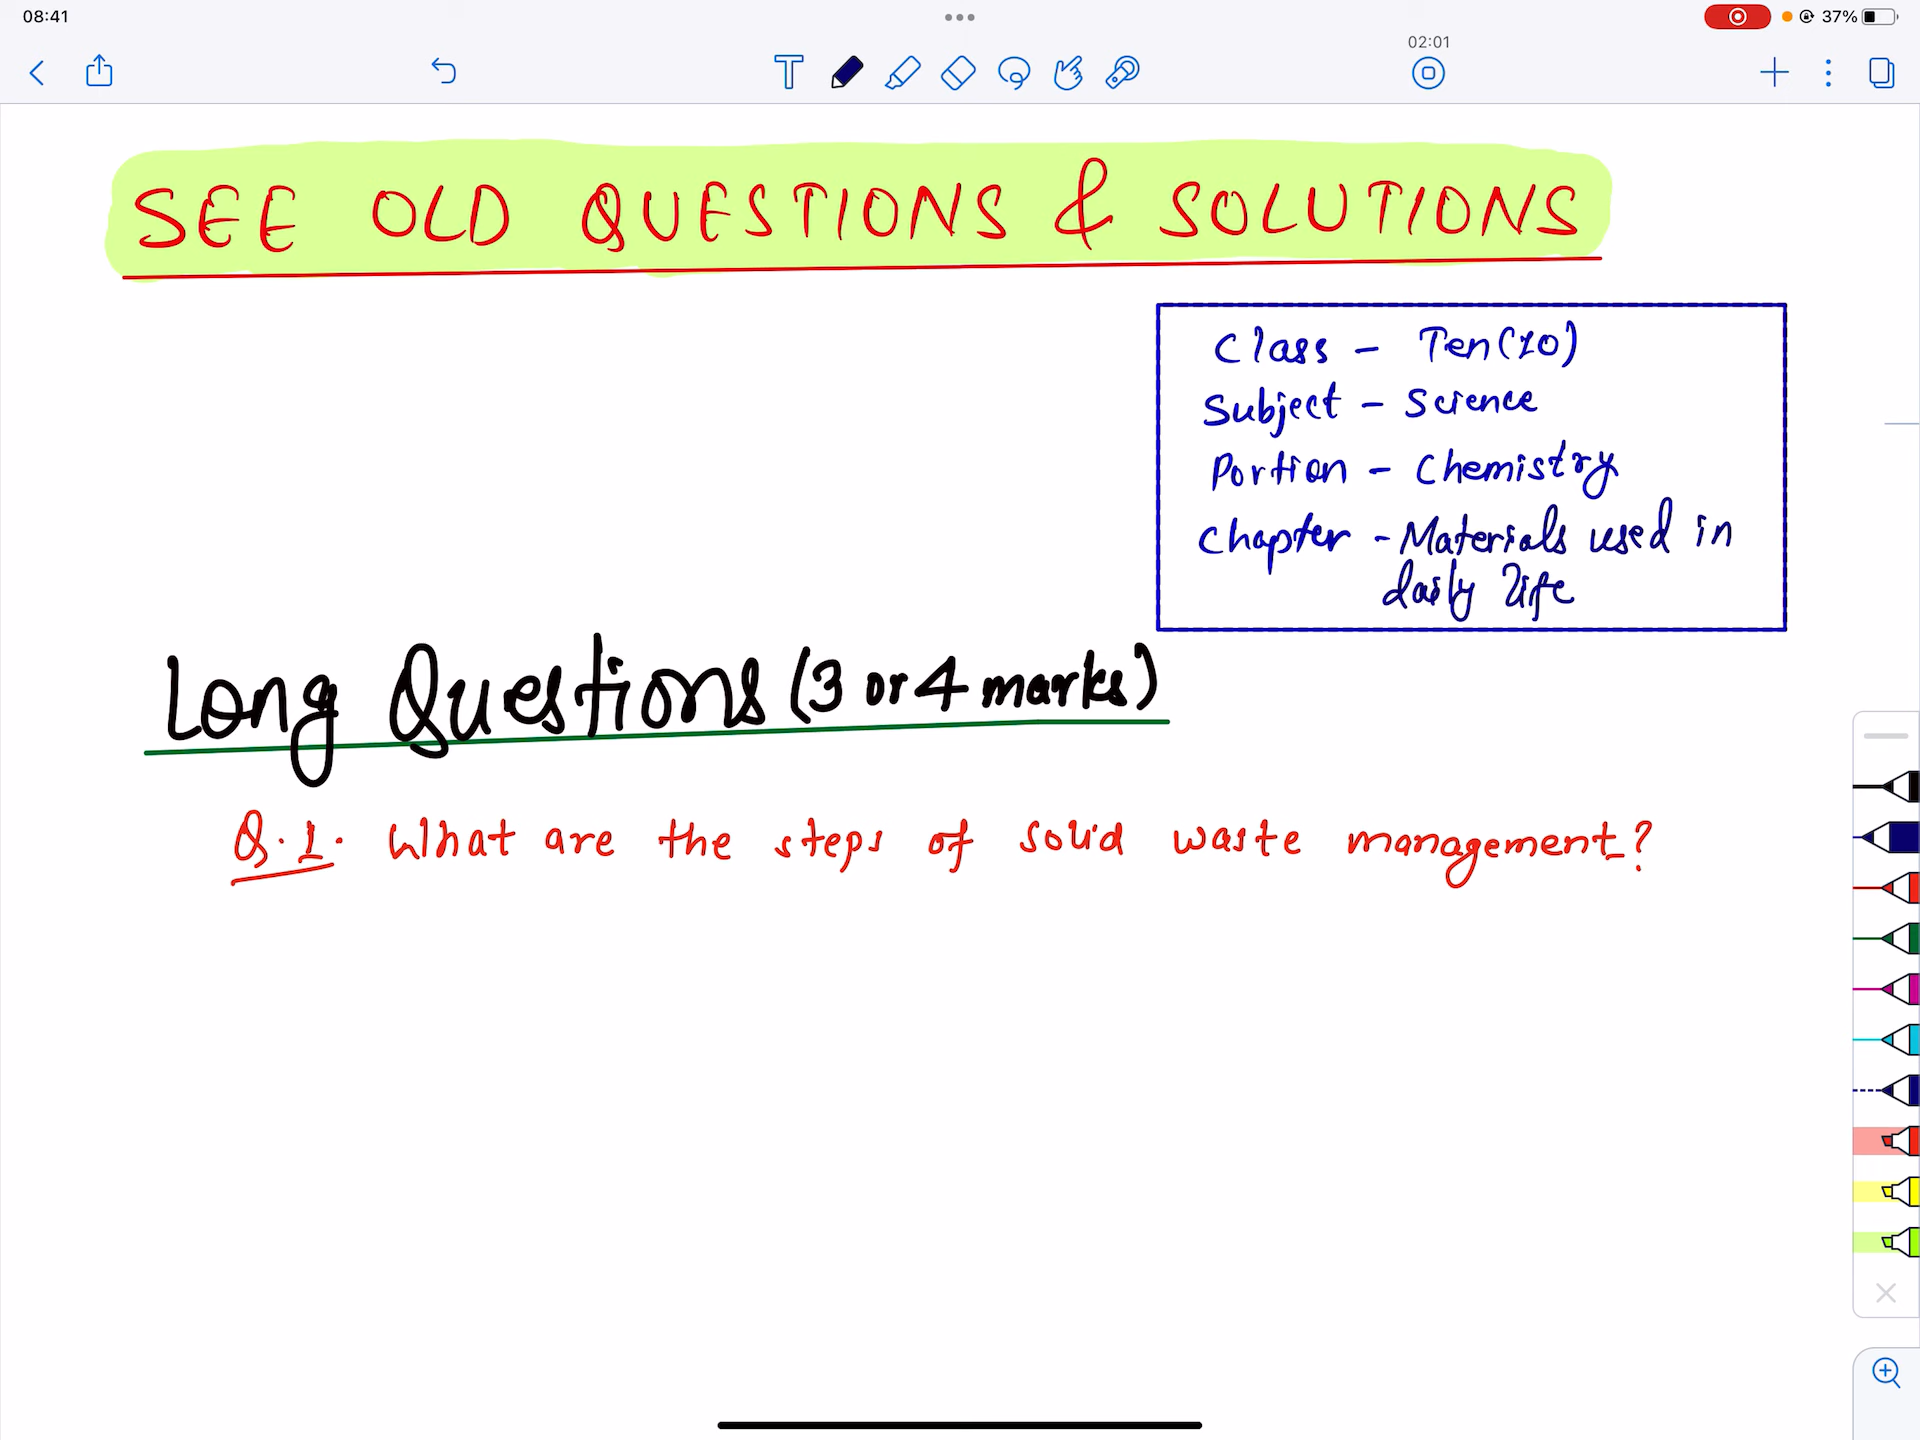 08:41
37%
02:01
SEE OLD QUESTIONS & SOLUTIONS
Class - Ten(10)
Subject - Science
Portion - Chemistry
Chapter - Materials used in
daily life
Long Questions (3 or 4 marks)
Q.1. What are the steps of solid waste management?